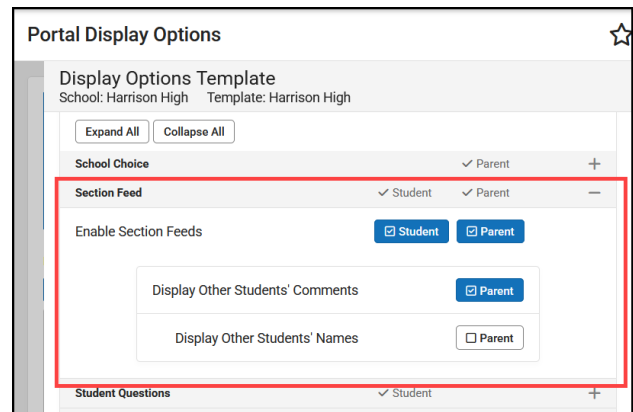 Portal Display Options
Display Options Template
School: Harrison High Template: Harrison High
Expand All Collapse All
School Choice Parent
Section Feed Student Parent
Enable Section Feeds Student Parent
Display Other Students' Comments Parent
Display Other Students' Names Parent
Student Questions Student